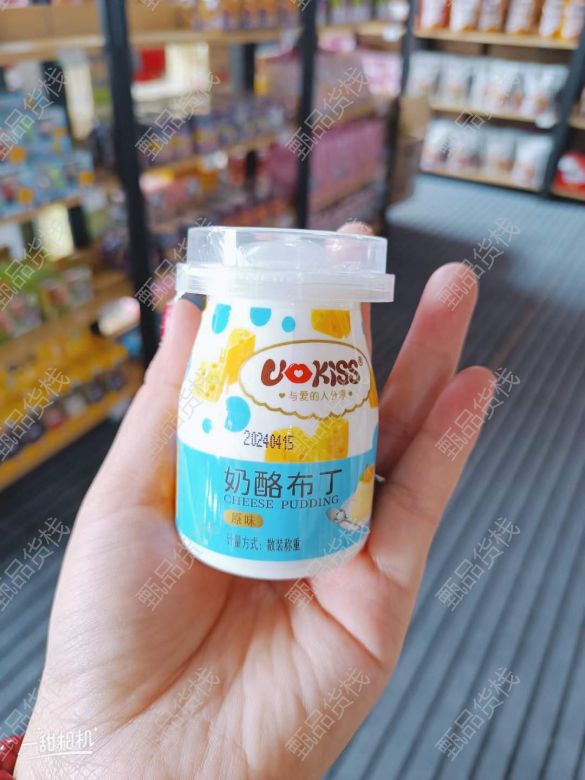 UOKISS
与爱的人分享
20240415
奶酪布丁
CHEESE PUDDING
原味
计量方式：散装称重
甜相机
甄品货栈